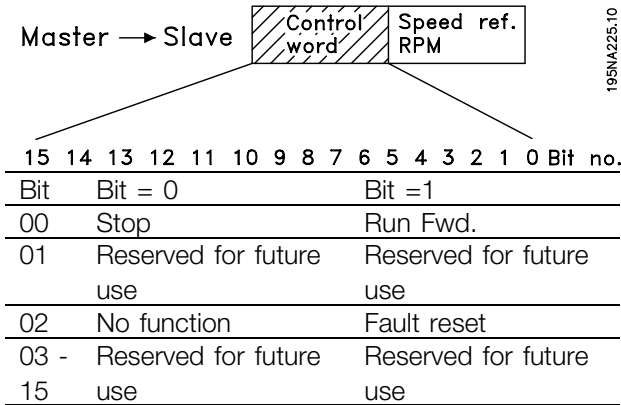 Master → Slave Control word Speed ref. RPM
195NA225.10
15 14 13 12 11 10 9 8 7 6 5 4 3 2 1 0 Bit no.
Bit Bit = 0 Bit =1
00 Stop Run Fwd.
01 Reserved for future use Reserved for future use
02 No function Fault reset
03 - 15 Reserved for future use Reserved for future use